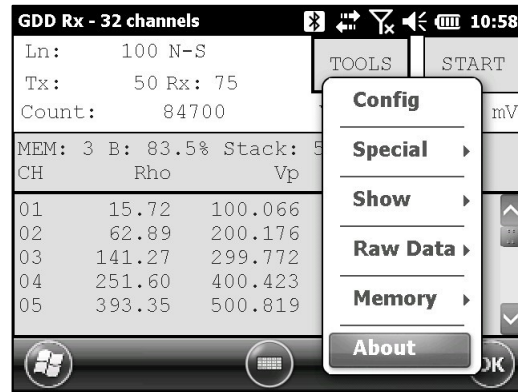 GDD Rx - 32 channels 10:58
Ln: 100 N-S
TOOLS START
Tx: 50 Rx: 75
Count: 84700 mV
MEM: 3 B: 83.5% Stack: 5
CH Rho Vp
01 15.72 100.066
02 62.89 200.176
03 141.27 299.772
04 251.60 400.423
05 393.35 500.819
Config
Special
Show
Raw Data
Memory
About
OK